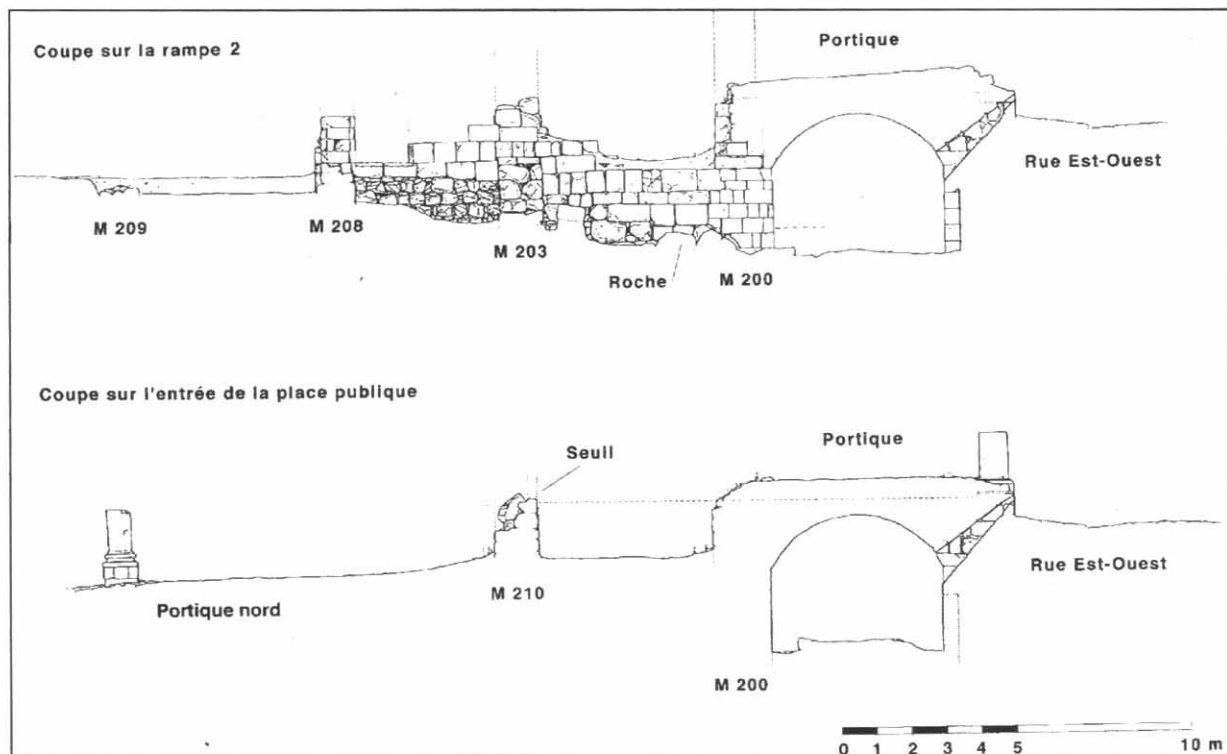 Coupe sur la rampe 2
Portique
Rue Est-Ouest
M 209
M 208
M 203
Roche
M 200
Coupe sur l'entrée de la place publique
Portique
Seuil
Rue Est-Ouest
Portique nord
M 210
M 200
0 1 2 3 4 5 10 m